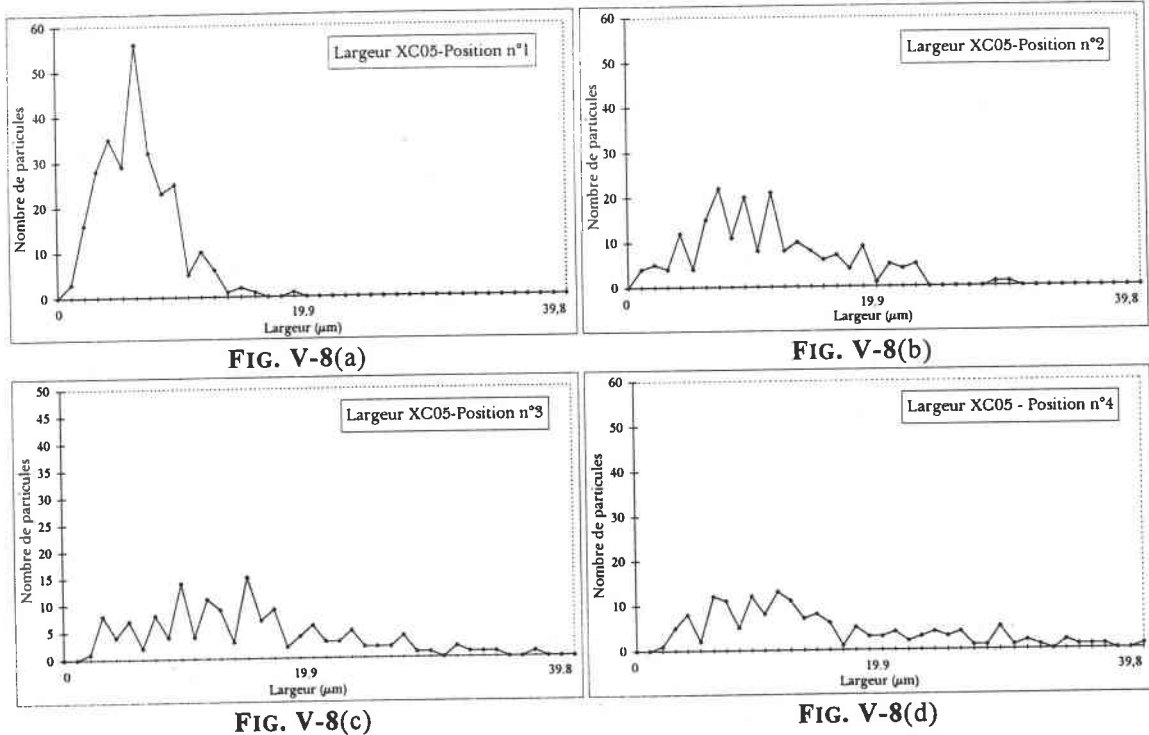 Largeur XC05-Position n°1
Nombre de particules
60
50
40
30
20
10
0
0
19.9
39,8
Largeur (µm)
FIG. V-8(a)
Largeur XC05-Position n°2
Nombre de particules
60
50
40
30
20
10
0
0
19.9
39,8
Largeur (µm)
FIG. V-8(b)
Largeur XC05-Position n°3
Nombre de particules
50
45
40
35
30
25
20
15
10
5
0
0
19.9
39.8
Largeur (µm)
FIG. V-8(c)
Largeur XC05 - Position n°4
Nombre de particules
60
50
40
30
20
10
0
0
19.9
39,8
Largeur (µm)
FIG. V-8(d)